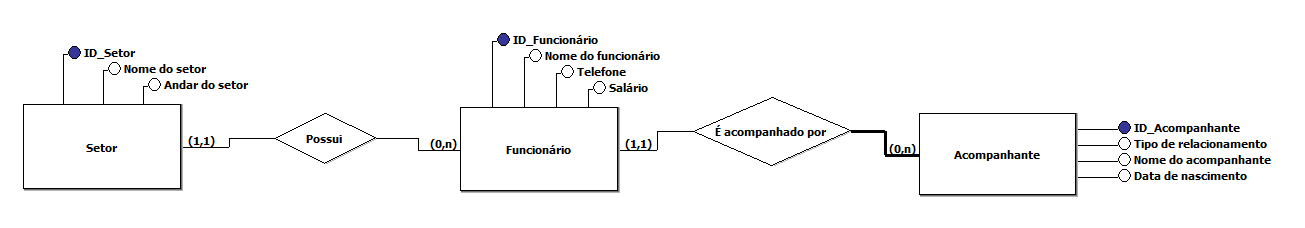 ID_Setor
Nome do setor
Andar do setor
Setor
(1,1)
Possui
(0,n)
ID_Funcionário
Nome do funcionário
Telefone
Salário
Funcionário
(1,1)
É acompanhado por
(0,n)
Acompanhante
ID_Acompanhante
Tipo de relacionamento
Nome do acompanhante
Data de nascimento